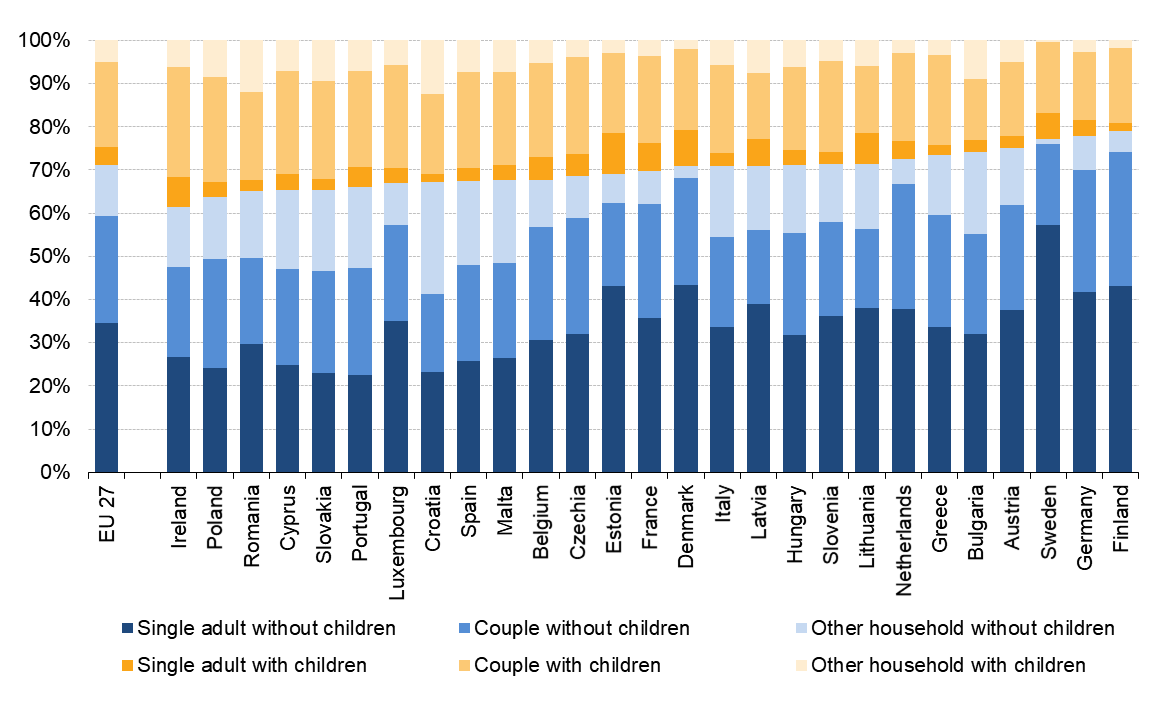 100%
90%
80%
70%
60%
50%
40%
30%
20%
10%
0%
EU 27
Ireland
Poland
Romania
Cyprus
Slovakia
Portugal
Luxembourg
Croatia
Spain
Malta
Belgium
Czechia
Estonia
France
Denmark
Italy
Latvia
Hungary
Slovenia
Lithuania
Netherlands
Greece
Bulgaria
Austria
Sweden
Germany
Finland
Single adult without children
Couple without children
Other household without children
Single adult with children
Couple with children
Other household with children